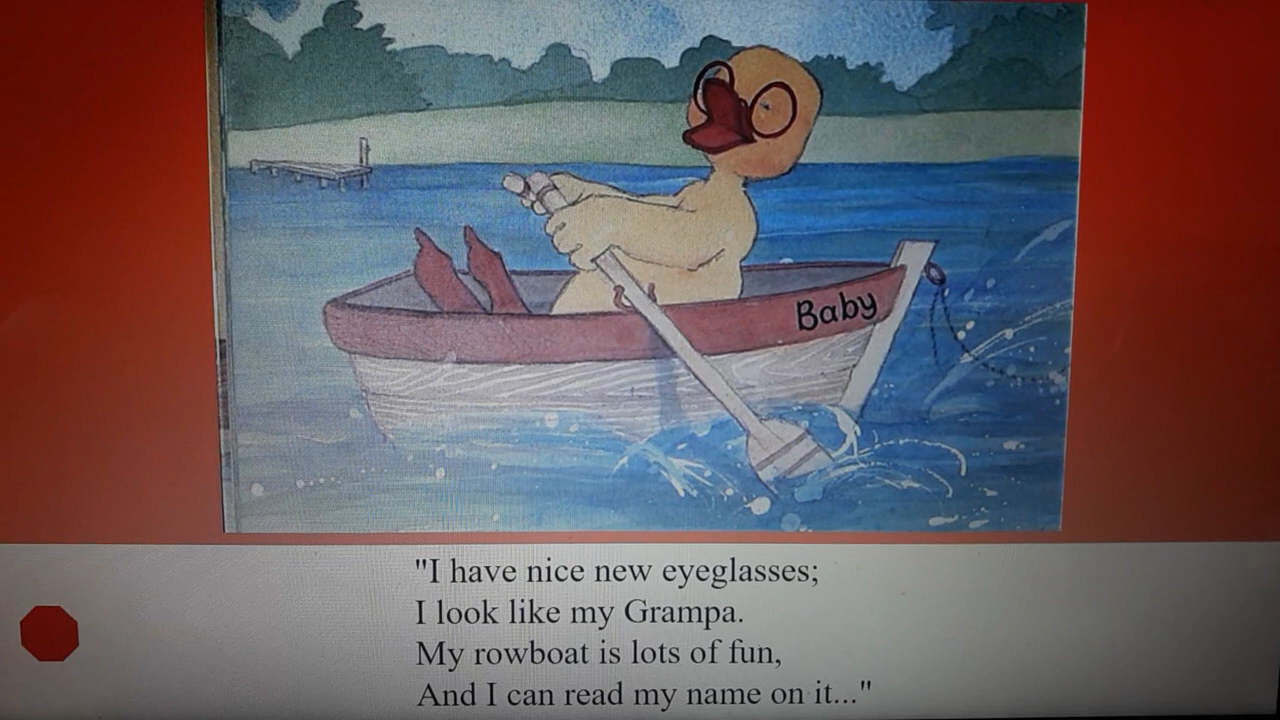 Baby
"I have nice new eyeglasses;
I look like my Grampa.
My rowboat is lots of fun,
And I can read my name on it..."